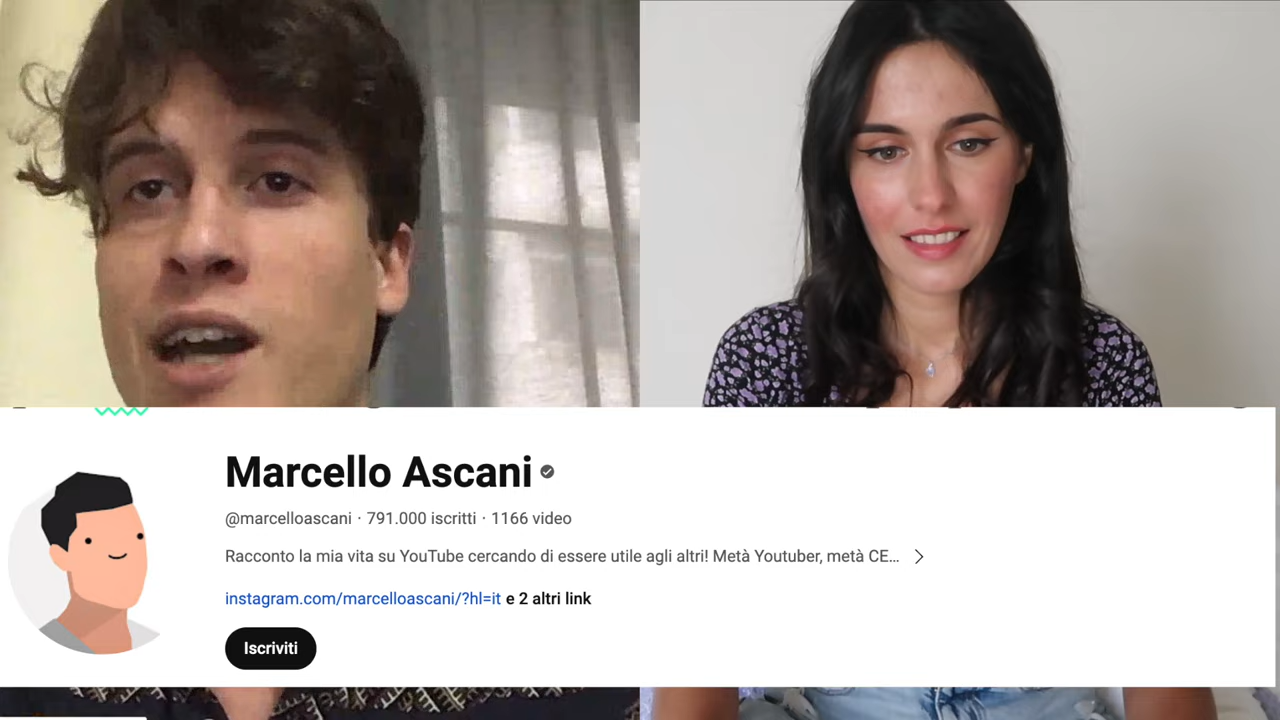 Marcello Ascani
@marcelloascani · 791.000 iscritti · 1166 video
Racconto la mia vita su YouTube cercando di essere utile agli altri! Metà Youtuber, metà CE...
instagram.com/marcelloascani/?hl=it e 2 altri link
Iscriviti